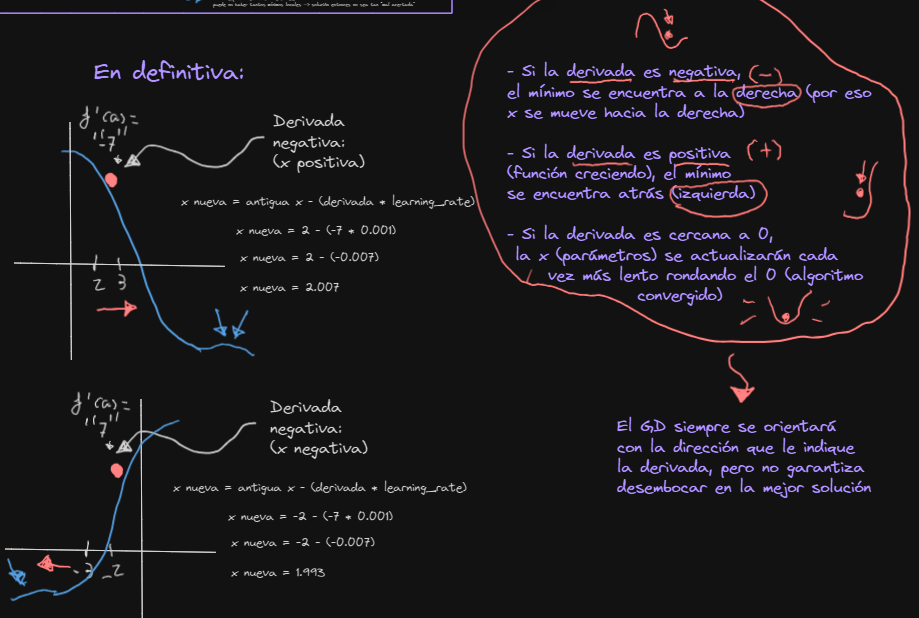 puede no haber tantos mínimos locales -> solución entonces no sea tan "mal acertada"
En definitiva:
f'(a) =
"-7"
Derivada
negativa:
(x positiva)
x nueva = antigua x - (derivada * learning_rate)
x nueva = 2 - (-7 * 0.001)
x nueva = 2 - (-0.007)
x nueva = 2.007
2 3
f'(a) =
"7"
Derivada
negativa:
(x negativa)
x nueva = antigua x - (derivada * learning_rate)
x nueva = -2 - (-7 * 0.001)
x nueva = -2 - (-0.007)
x nueva = 1.993
-3 -2
- Si la derivada es negativa, (-)
el mínimo se encuentra a la derecha (por eso
x se mueve hacia la derecha)
- Si la derivada es positiva (+)
(función creciendo), el mínimo
se encuentra atrás (izquierda)
- Si la derivada es cercana a 0,
la x (parámetros) se actualizarán cada
vez más lento rondando el 0 (algoritmo
convergido)
El G,D siempre se orientará
con la dirección que le indique
la derivada, pero no garantiza
desembocar en la mejor solución